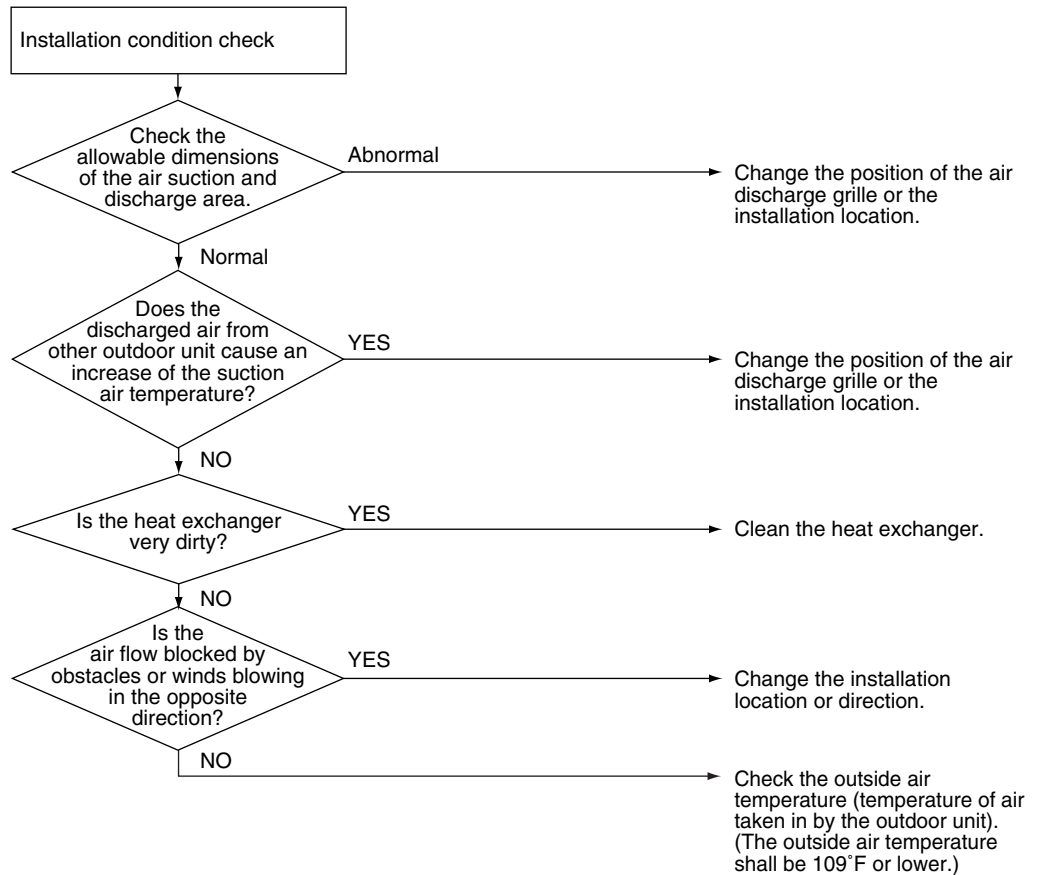 Installation condition check
Check the
allowable dimensions
of the air suction and
discharge area.
Abnormal
Change the position of the air
discharge grille or the
installation location.
Normal
Does the
discharged air from
other outdoor unit cause an
increase of the suction
air temperature?
YES
Change the position of the air
discharge grille or the
installation location.
NO
Is the heat exchanger
very dirty?
YES
Clean the heat exchanger.
NO
Is the
air flow blocked by
obstacles or winds blowing
in the opposite
direction?
YES
Change the installation
location or direction.
NO
Check the outside air
temperature (temperature of air
taken in by the outdoor unit).
(The outside air temperature
shall be 109˚F or lower.)